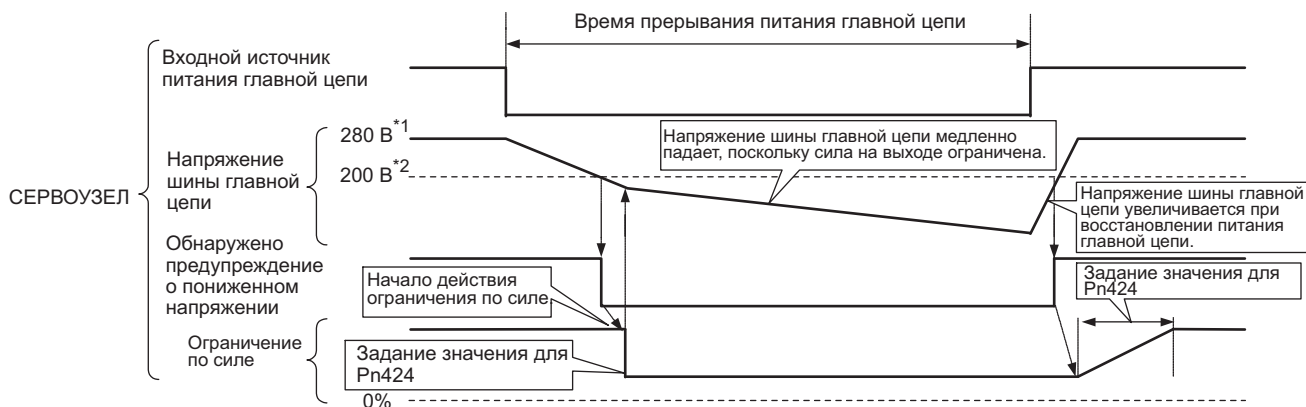 Время прерывания питания главной цепи
Входной источник
питания главной цепи
280 В*1
Напряжение шины главной цепи медленно
падает, поскольку сила на выходе ограничена.
Напряжение
шины главной
цепи
200 В*2
СЕРВОУЗЕЛ
Напряжение шины главной
цепи увеличивается при
восстановлении питания
главной цепи.
Обнаружено
предупреждение
о пониженном
напряжении
Начало действия
ограничения по силе
Задание значения для
Pn424
Ограничение
по силе
Задание значения для
Pn424
0%